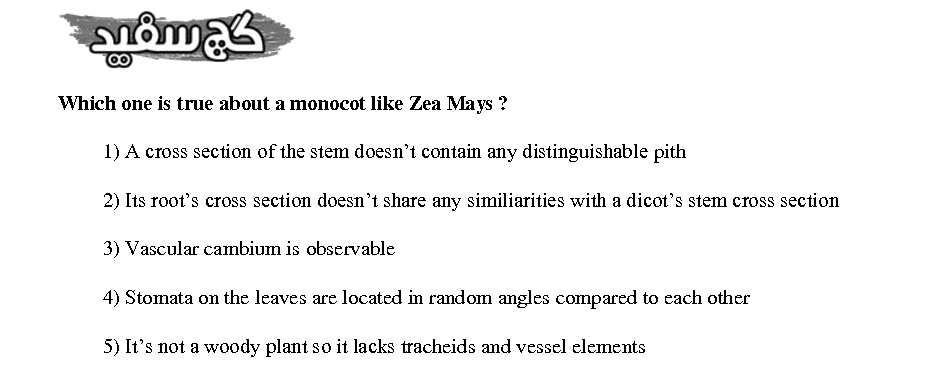 گچ سفید
Which one is true about a monocot like Zea Mays ?
1) A cross section of the stem doesn’t contain any distinguishable pith
2) Its root’s cross section doesn’t share any similiarities with a dicot’s stem cross section
3) Vascular cambium is observable
4) Stomata on the leaves are located in random angles compared to each other
5) It’s not a woody plant so it lacks tracheids and vessel elements